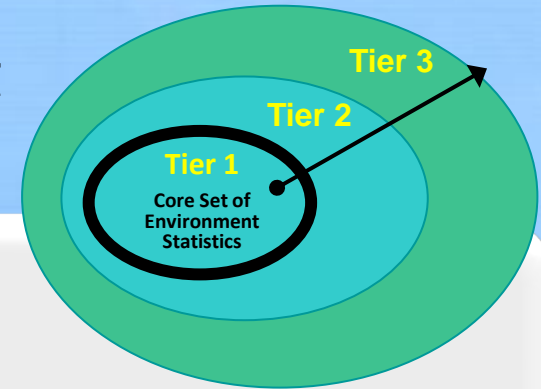 Tier 3
Tier 2
Tier 1
Core Set of
Environment
Statistics